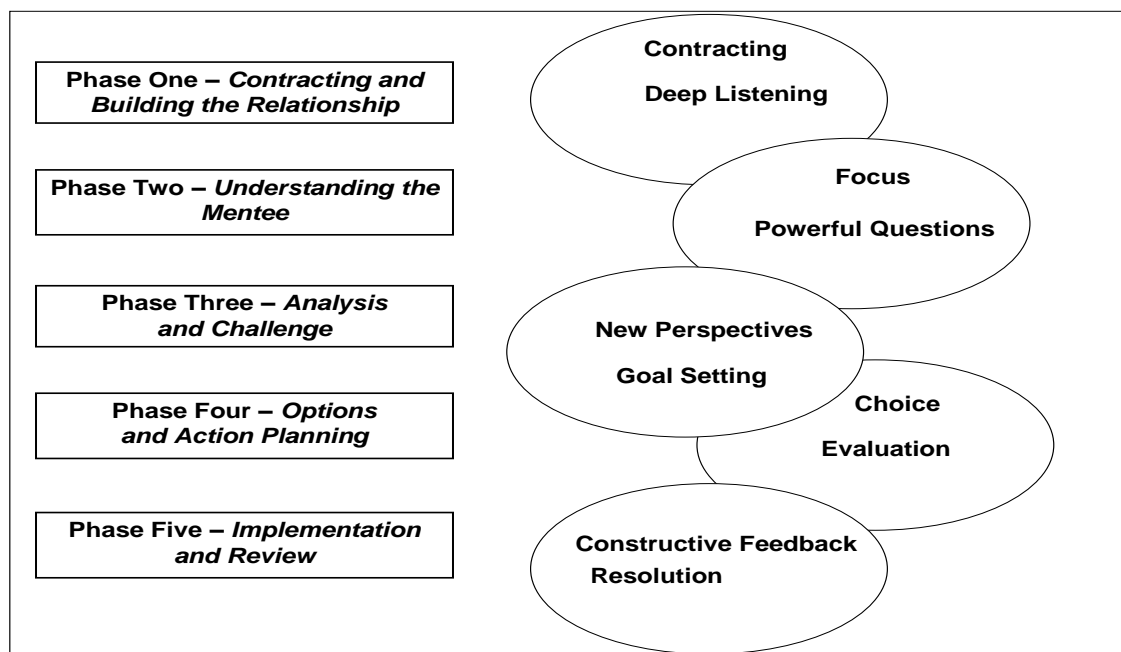 Phase One – Contracting and
Building the Relationship
Contracting
Deep Listening
Phase Two – Understanding the
Mentee
Focus
Powerful Questions
Phase Three – Analysis
and Challenge
New Perspectives
Goal Setting
Phase Four – Options
and Action Planning
Choice
Evaluation
Phase Five – Implementation
and Review
Constructive Feedback
Resolution